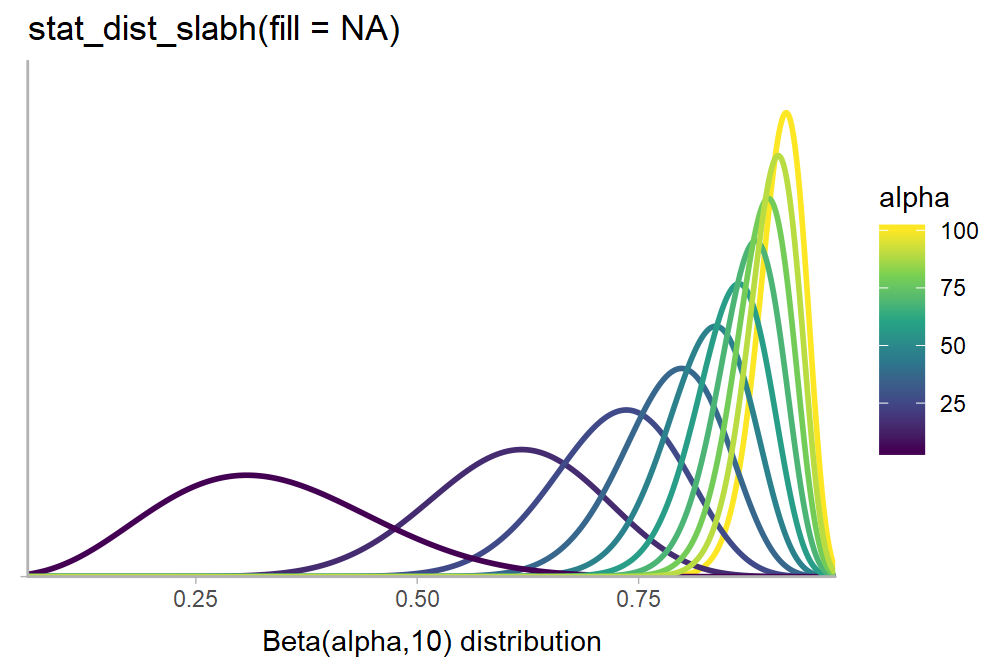 stat_dist_slabh(fill = NA)
alpha
100
75
50
25
0.25 0.50 0.75
Beta(alpha,10) distribution